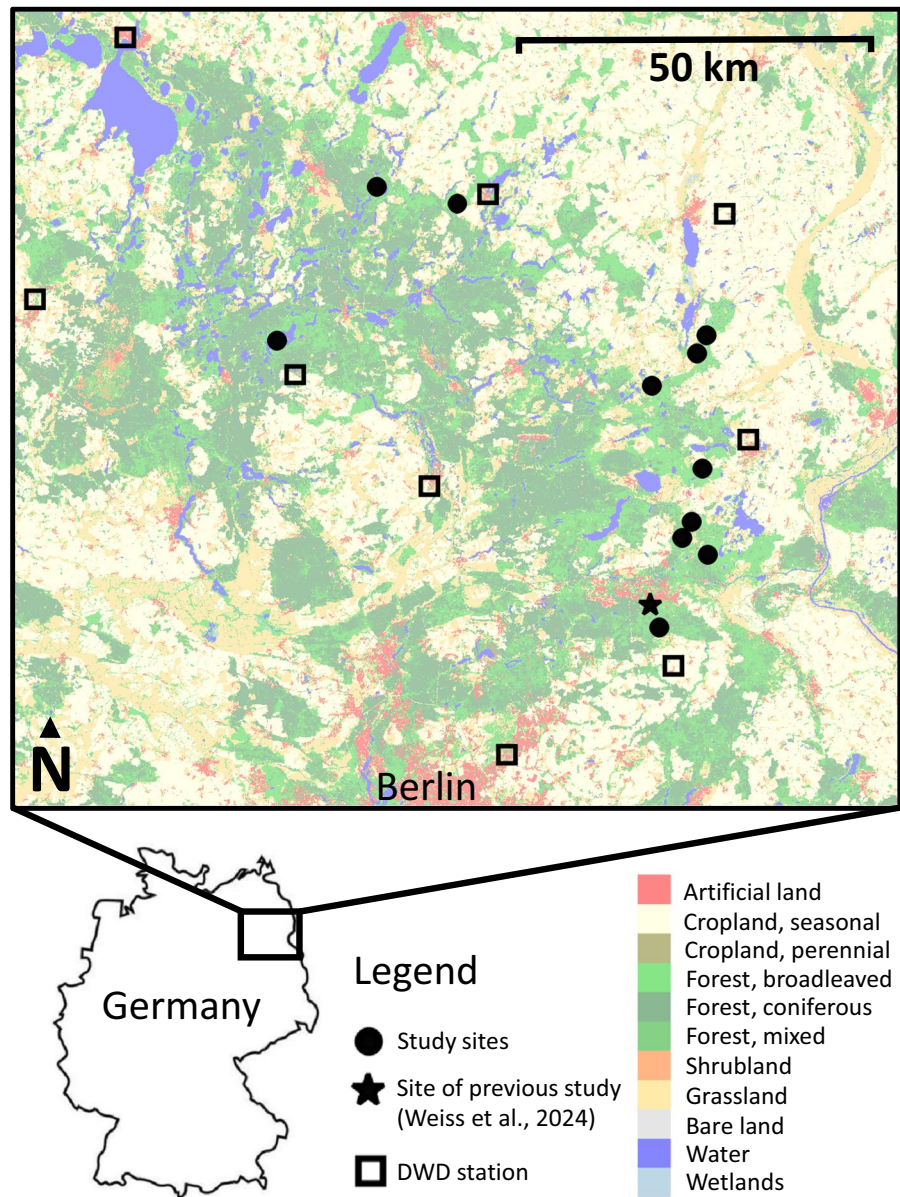 50 km
N
Berlin
Germany
Legend
Study sites
Site of previous study
(Weiss et al., 2024)
DWD station
Artificial land
Cropland, seasonal
Cropland, perennial
Forest, broadleaved
Forest, coniferous
Forest, mixed
Shrubland
Grassland
Bare land
Water
Wetlands